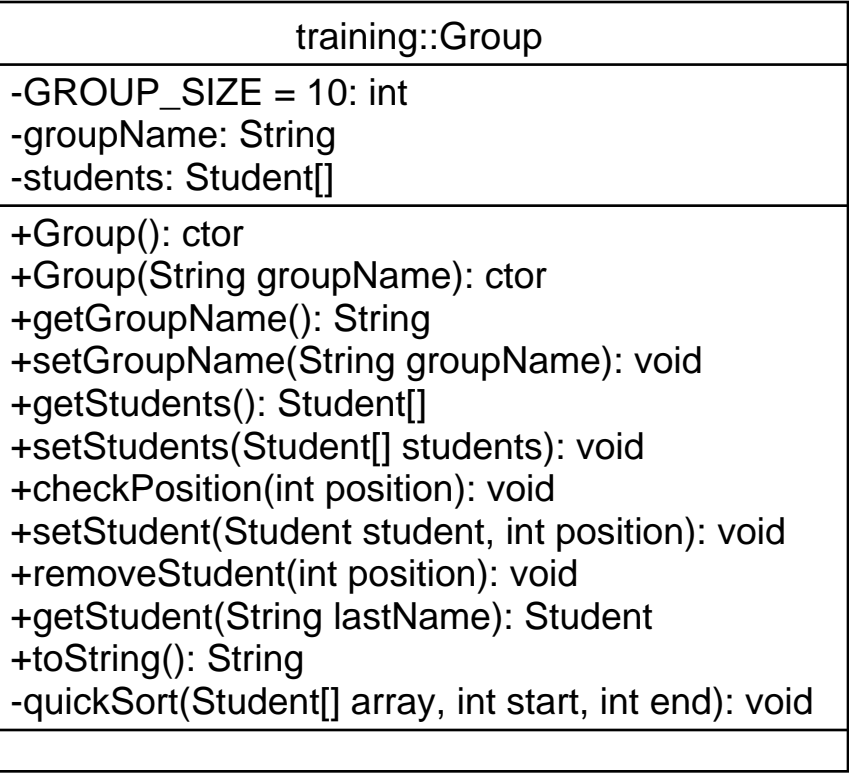 training::Group
-GROUP_SIZE = 10: int
-groupName: String
-students: Student[]
+Group(): ctor
+Group(String groupName): ctor
+getGroupName(): String
+setGroupName(String groupName): void
+getStudents(): Student[]
+setStudents(Student[] students): void
+checkPosition(int position): void
+setStudent(Student student, int position): void
+removeStudent(int position): void
+getStudent(String lastName): Student
+toString(): String
-quickSort(Student[] array, int start, int end): void